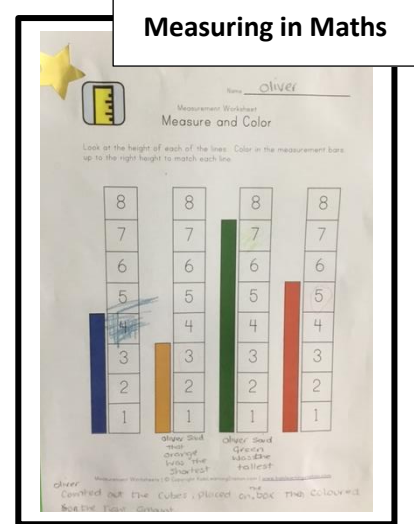 Measuring in Maths
Name Oliver
Measurement Worksheet
Measure and Color
Look at the height of each of the lines. Color in the measurement bars
up to the right height to match each line.
8 8 8 8
7 7 7 7
6 6 6 6
5 5 5 5
4 4 4 4
3 3 3 3
2 2 2 2
1 1 1 1
oliver Said
that
orange
was the
Shortest
oliver Said
Green
was the
tallest
Measurement Worksheets | © Copyright
oliver
Counted out the cubes, placed on the box then coloured